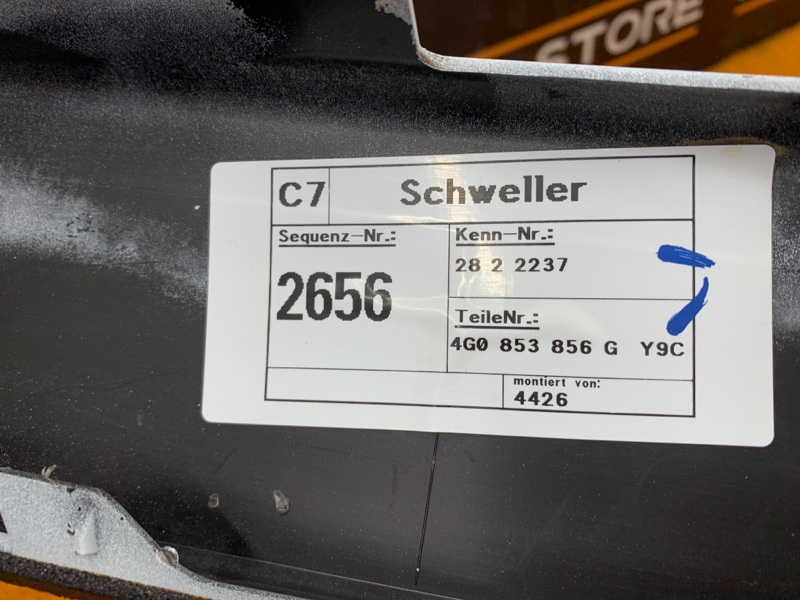 STORE
C7 Schweller
Sequenz-Nr.: Kenn-Nr.:
2656 28 2 2237
TeileNr.:
4G0 853 856 G Y9C
montiert von:
4426